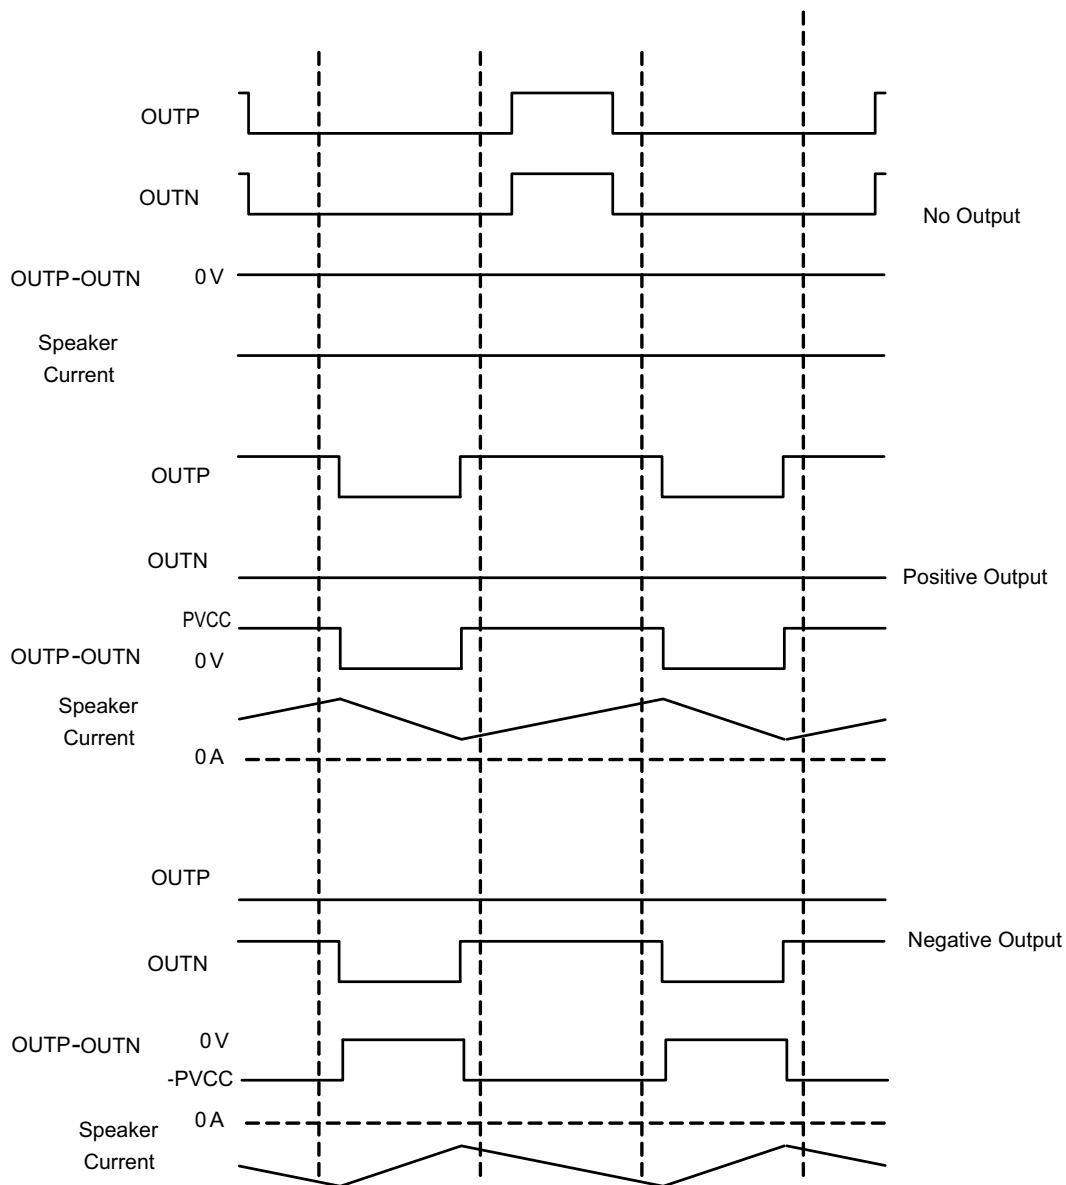 OUTP
OUTN
No Output
OUTP-OUTN 0 V
Speaker
Current
OUTP
OUTN
Positive Output
PVCC
OUTP-OUTN 0 V
Speaker
Current
0 A
OUTP
Negative Output
OUTN
OUTP-OUTN 0 V
-PVCC
0 A
Speaker
Current